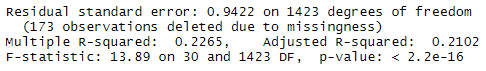 Residual standard error: 0.9422 on 1423 degrees of freedom
(173 observations deleted due to missingness)
Multiple R-squared: 0.2265, Adjusted R-squared: 0.2102
F-statistic: 13.89 on 30 and 1423 DF, p-value: < 2.2e-16